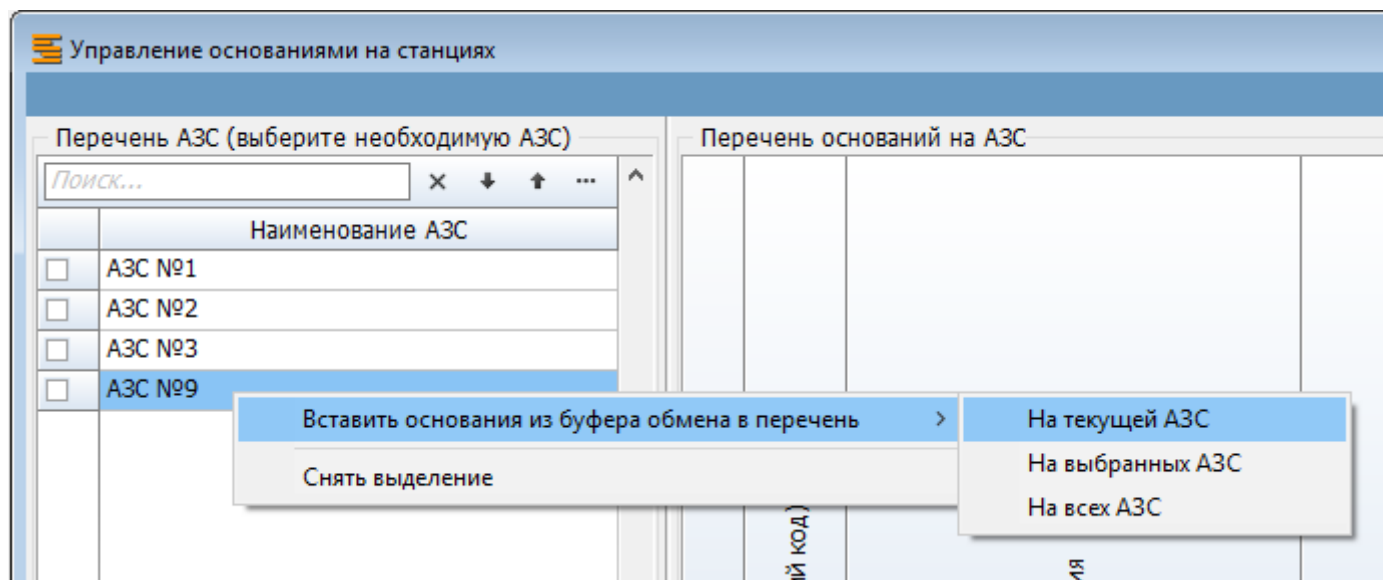 Управление основаниями на станциях
Перечень АЗС (выберите необходимую АЗС)
Перечень оснований на АЗС
Поиск...
Наименование АЗС
АЗС №1
АЗС №2
АЗС №3
АЗС №9
Вставить основания из буфера обмена в перечень
На текущей АЗС
На выбранных АЗС
Снять выделение
На всех АЗС
код)